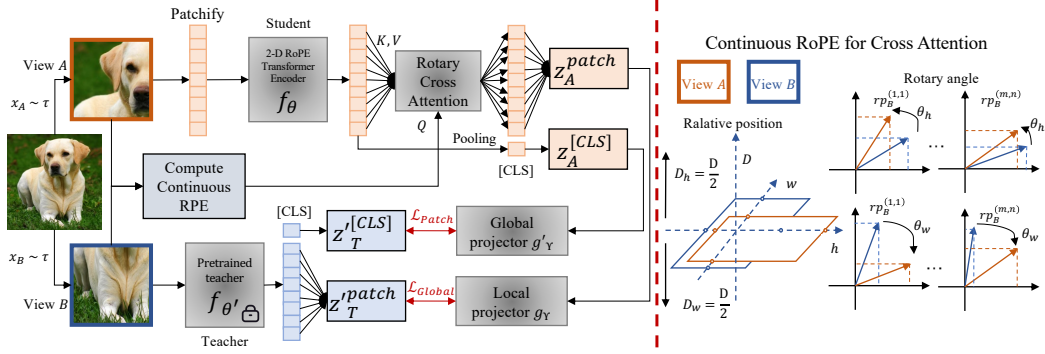 Patchify
Student
View A
x_A ~ τ
2-D RoPE
Transformer
Encoder
f_θ
K, V
Rotary
Cross
Attention
Q
z_A^{patch}
Pooling
[CLS]
z_A^{[CLS]}
Compute
Continuous
RPE
x_B ~ τ
View B
Pretrained
teacher
f_θ'
Teacher
[CLS]
Z'_T^{[CLS]}
ℒ_Patch
Global
projector g'_Υ
Z'_T^{patch}
ℒ_Global
Local
projector g_Υ
Continuous RoPE for Cross Attention
View A
View B
Ralative position
D_h = D/2
D
w
h
D_w = D/2
Rotary angle
rp_B^{(1,1)}
θ_h
...
rp_B^{(m,n)}
θ_h
rp_B^{(1,1)}
θ_w
...
rp_B^{(m,n)}
θ_w